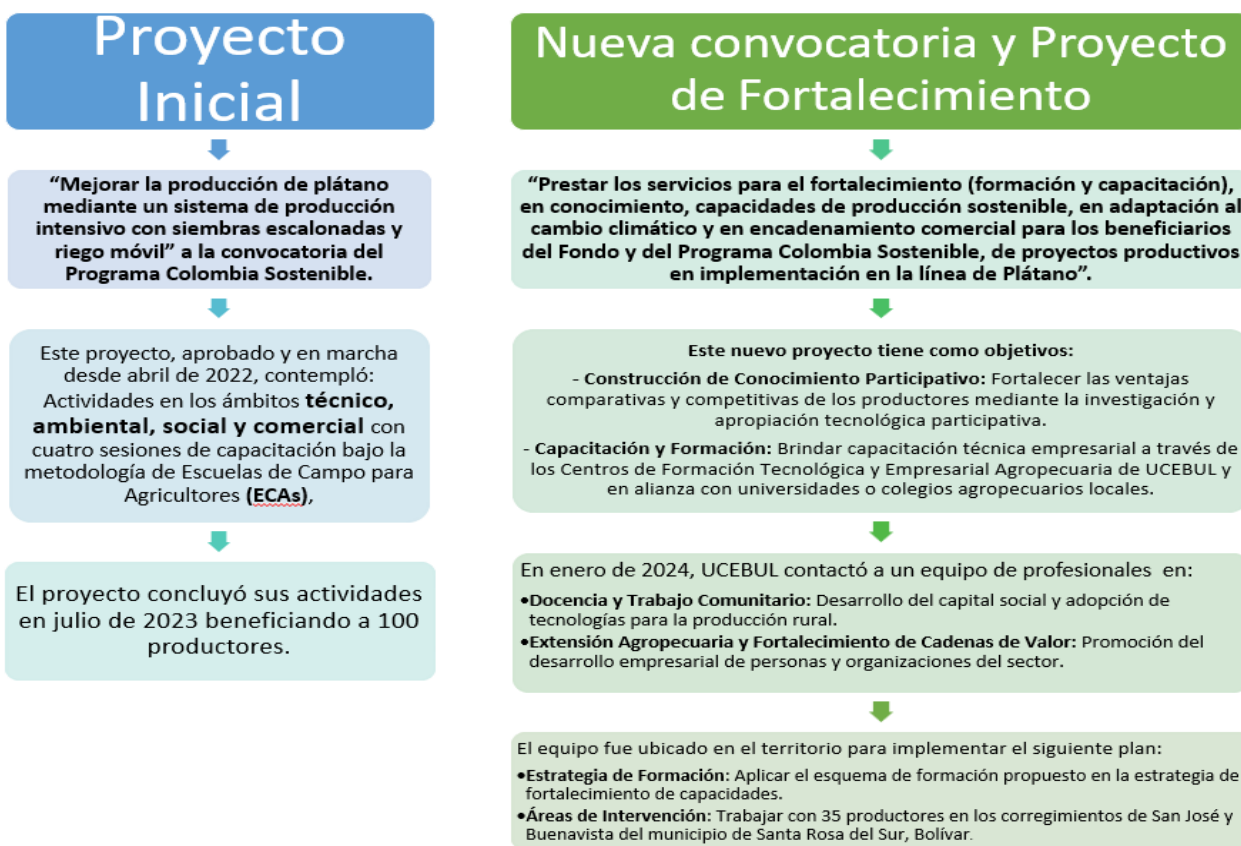 Proyecto
Inicial
“Mejorar la producción de plátano
mediante un sistema de producción
intensivo con siembras escalonadas y
riego móvil” a la convocatoria del
Programa Colombia Sostenible.
Este proyecto, aprobado y en marcha
desde abril de 2022, contempló:
Actividades en los ámbitos técnico,
ambiental, social y comercial con
cuatro sesiones de capacitación bajo la
metodología de Escuelas de Campo para
Agricultores (ECAs),
El proyecto concluyó sus actividades
en julio de 2023 beneficiando a 100
productores.
Nueva convocatoria y Proyecto
de Fortalecimiento
“Prestar los servicios para el fortalecimiento (formación y capacitación),
en conocimiento, capacidades de producción sostenible, en adaptación al
cambio climático y en encadenamiento comercial para los beneficiarios
del Fondo y del Programa Colombia Sostenible, de proyectos productivos
en implementación en la línea de Plátano”.
Este nuevo proyecto tiene como objetivos:
- Construcción de Conocimiento Participativo: Fortalecer las ventajas
comparativas y competitivas de los productores mediante la investigación y
apropiación tecnológica participativa.
- Capacitación y Formación: Brindar capacitación técnica empresarial a través de
los Centros de Formación Tecnológica y Empresarial Agropecuaria de UCEBUL y
en alianza con universidades o colegios agropecuarios locales.
En enero de 2024, UCEBUL contactó a un equipo de profesionales en:
•Docencia y Trabajo Comunitario: Desarrollo del capital social y adopción de
tecnologías para la producción rural.
•Extensión Agropecuaria y Fortalecimiento de Cadenas de Valor: Promoción del
desarrollo empresarial de personas y organizaciones del sector.
El equipo fue ubicado en el territorio para implementar el siguiente plan:
•Estrategia de Formación: Aplicar el esquema de formación propuesto en la estrategia de
fortalecimiento de capacidades.
•Áreas de Intervención: Trabajar con 35 productores en los corregimientos de San José y
Buenavista del municipio de Santa Rosa del Sur, Bolívar.